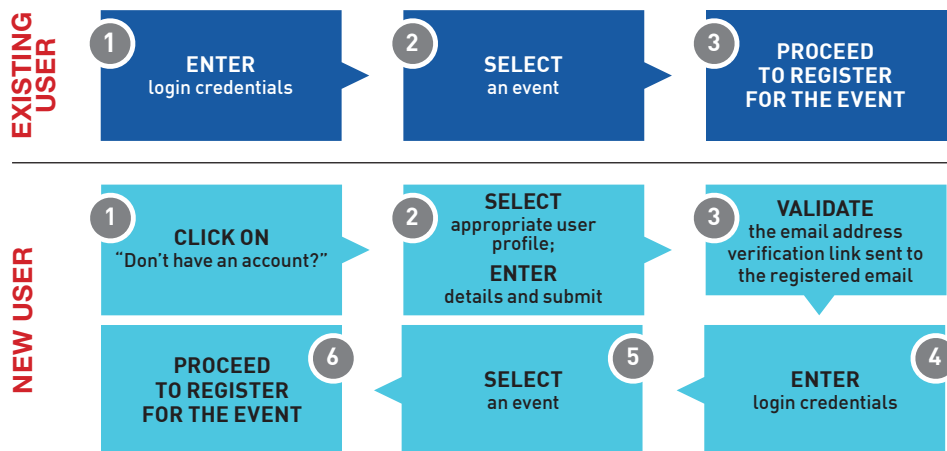 EXISTING
USER
1
ENTER
login credentials
2
SELECT
an event
3
PROCEED
TO REGISTER
FOR THE EVENT
NEW USER
1
CLICK ON
“Don’t have an account?”
2
SELECT
appropriate user
profile;
ENTER
details and submit
3
VALIDATE
the email address
verification link sent to
the registered email
4
ENTER
login credentials
5
SELECT
an event
6
PROCEED
TO REGISTER
FOR THE EVENT